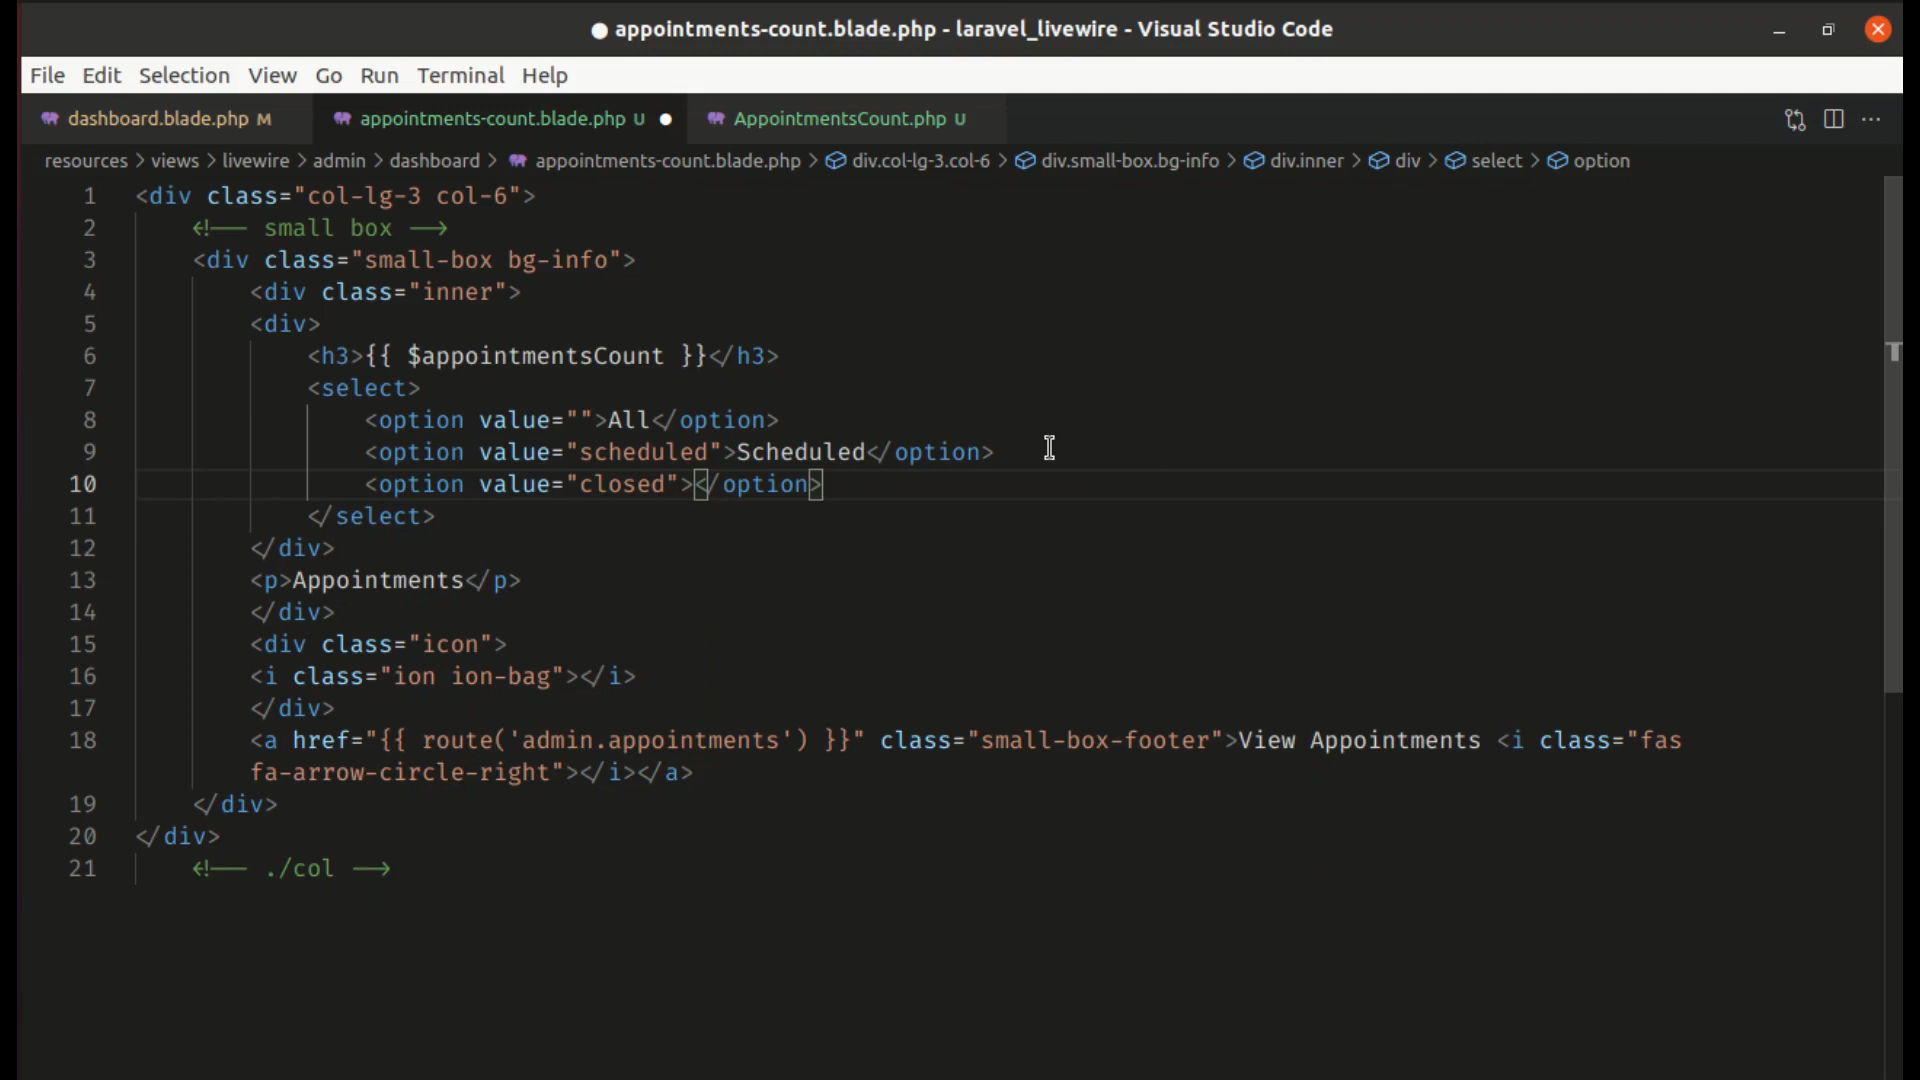 ● appointments-count.blade.php - laravel_livewire - Visual Studio Code
File Edit Selection View Go Run Terminal Help
dashboard.blade.php M appointments-count.blade.php U ● AppointmentsCount.php U
resources > views > livewire > admin > dashboard > appointments-count.blade.php > div.col-lg-3.col-6 > div.small-box.bg-info > div.inner > div > select > option
1 <div class="col-lg-3 col-6">
2 <!-- small box -->
3 <div class="small-box bg-info">
4 <div class="inner">
5 <div>
6 <h3>{{ $appointmentsCount }}</h3>
7 <select>
8 <option value="">All</option>
9 <option value="scheduled">Scheduled</option>
10 <option value="closed"></option>
11 </select>
12 </div>
13 <p>Appointments</p>
14 </div>
15 <div class="icon">
16 <i class="ion ion-bag"></i>
17 </div>
18 <a href="{{ route('admin.appointments') }}" class="small-box-footer">View Appointments <i class="fas
fa-arrow-circle-right"></i></a>
19 </div>
20 </div>
21 <!-- ./col -->